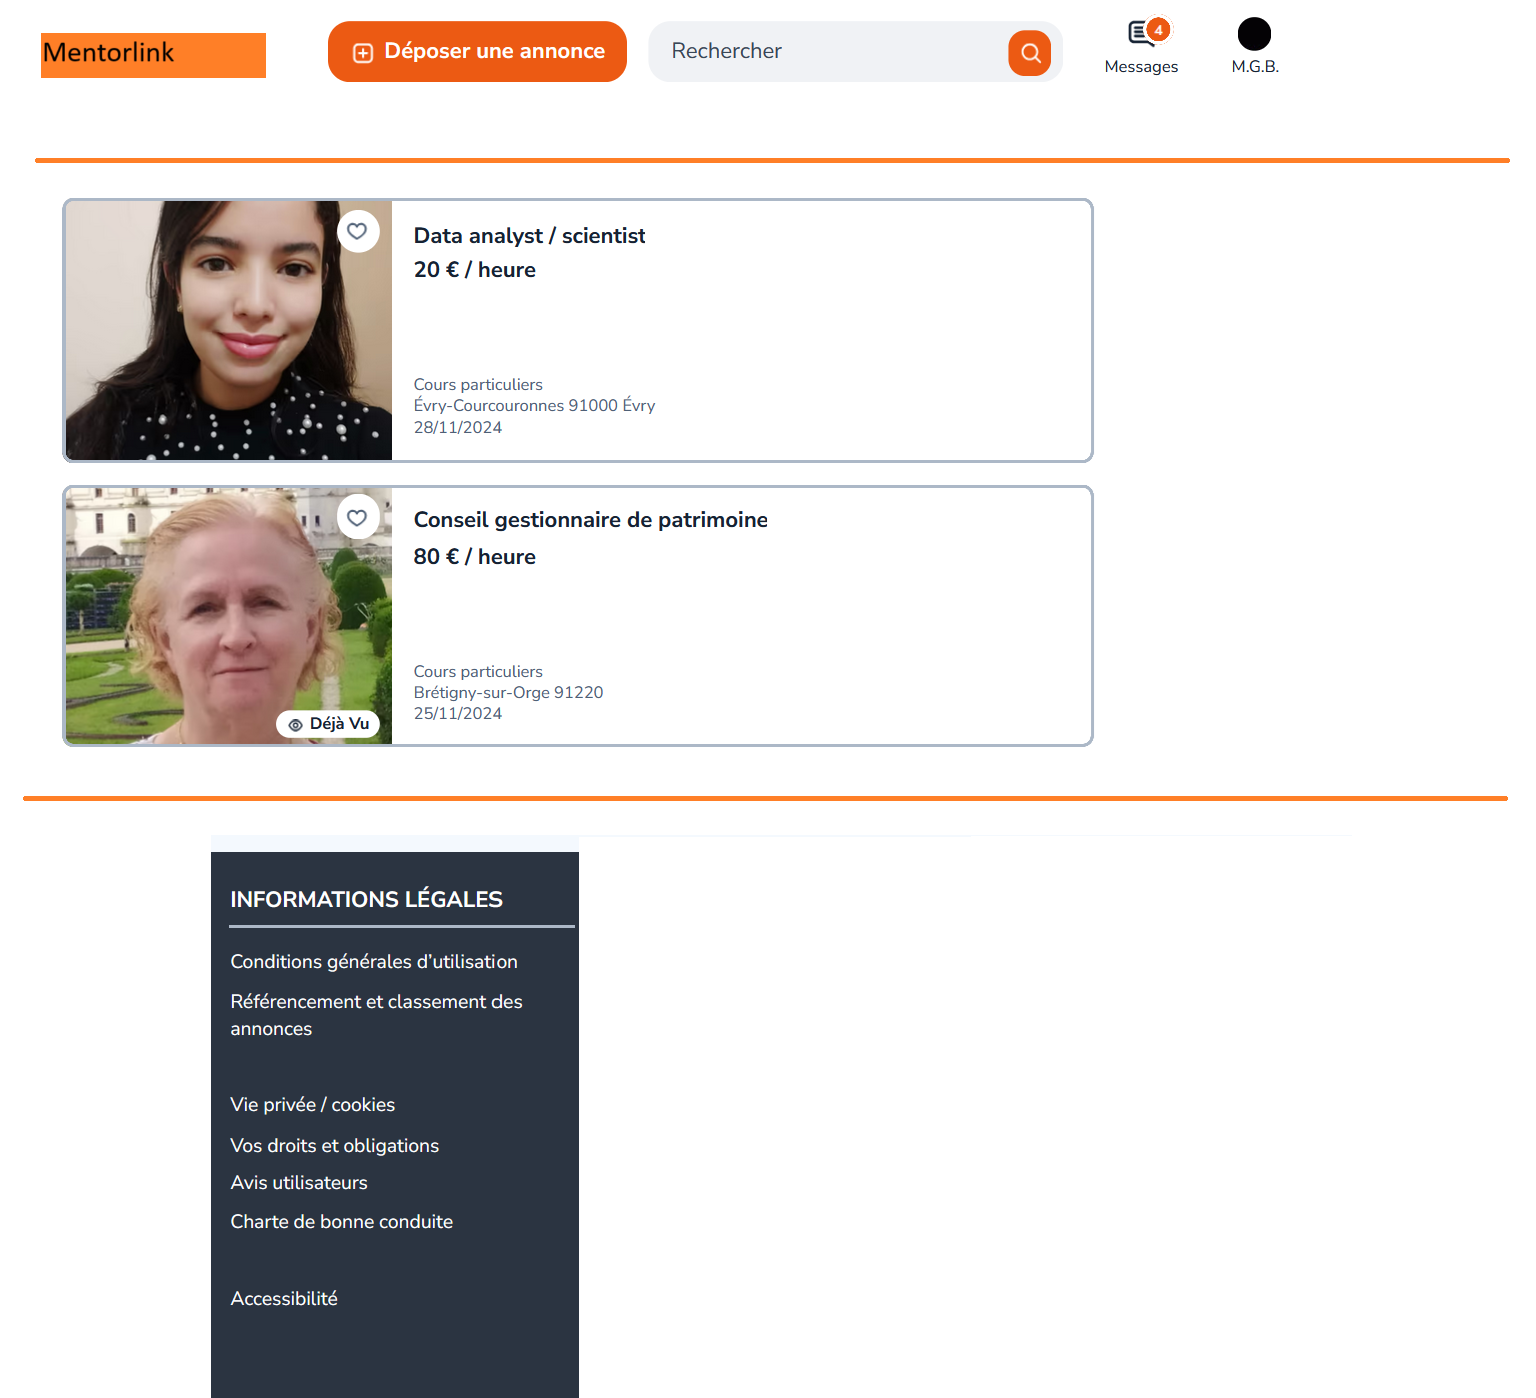 Mentorlink
Déposer une annonce
Rechercher
4
Messages
M.G.B.
Data analyst / scientist
20 € / heure
Cours particuliers
Évry-Courcouronnes 91000 Évry
28/11/2024
Conseil gestionnaire de patrimoine
80 € / heure
Cours particuliers
Brétigny-sur-Orge 91220
25/11/2024
Déjà Vu
INFORMATIONS LÉGALES
Conditions générales d’utilisation
Référencement et classement des
annonces
Vie privée / cookies
Vos droits et obligations
Avis utilisateurs
Charte de bonne conduite
Accessibilité